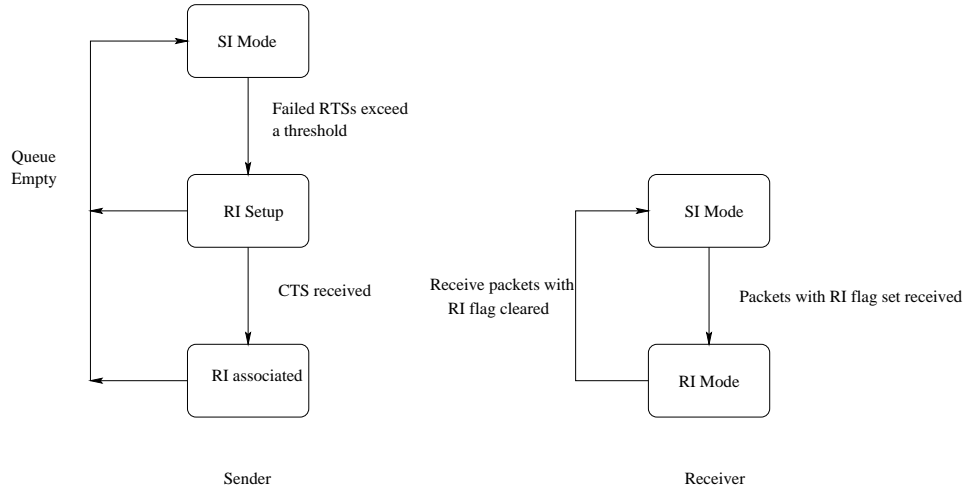 SI Mode
Failed RTSs exceed
a threshold
Queue
Empty
RI Setup
CTS received
RI associated
Sender
SI Mode
Receive packets with
RI flag cleared
Packets with RI flag set received
RI Mode
Receiver